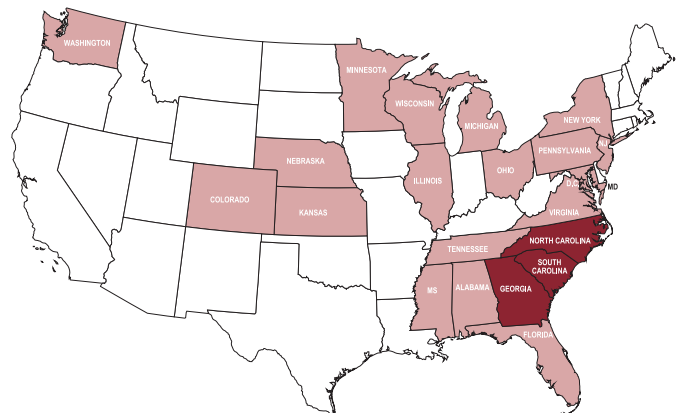 WASHINGTON
MINNESOTA
WISCONSIN
MICHIGAN
NEW YORK
PENNSYLVANIA
NJ
NEBRASKA
ILLINOIS
OHIO
D.C.
MD
COLORADO
KANSAS
VIRGINIA
NORTH CAROLINA
TENNESSEE
SOUTH
CAROLINA
MS
ALABAMA
GEORGIA
FLORIDA